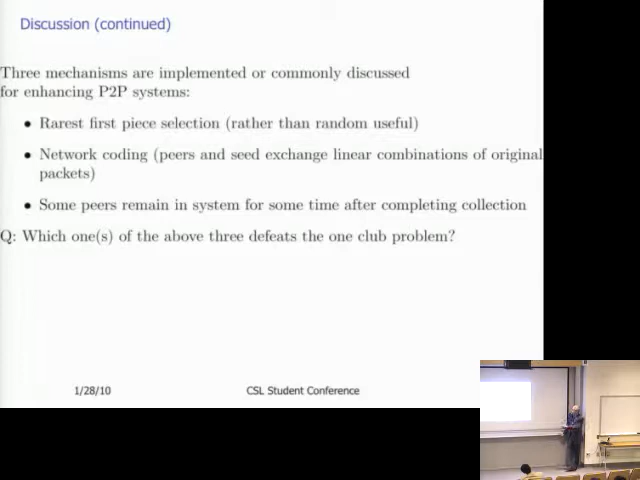 Discussion (continued)
Three mechanisms are implemented or commonly discussed
for enhancing P2P systems:
• Rarest first piece selection (rather than random useful)
• Network coding (peers and seed exchange linear combinations of original
packets)
• Some peers remain in system for some time after completing collection
Q: Which one(s) of the above three defeats the one club problem?
1/28/10
CSL Student Conference